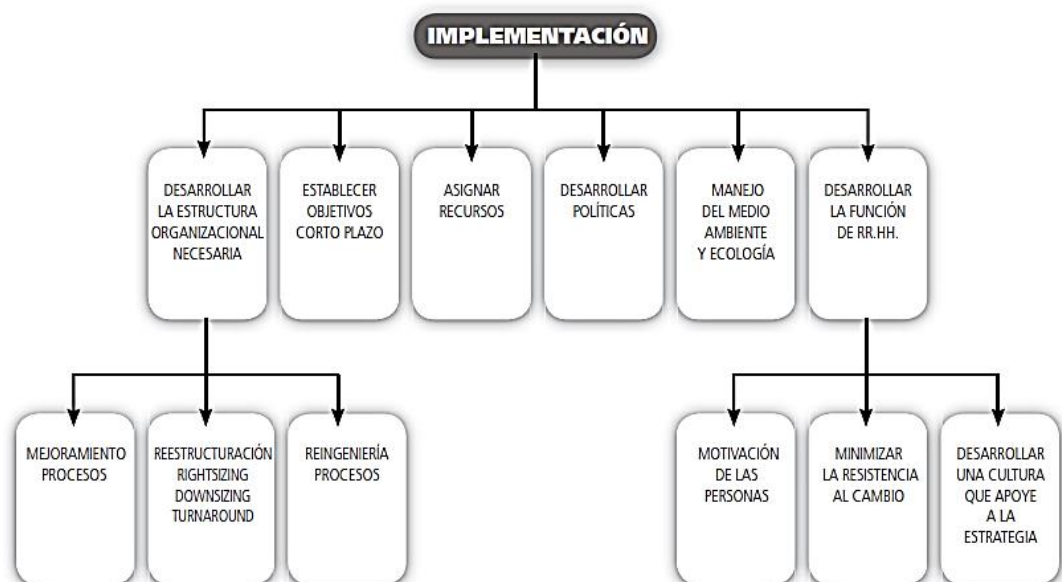 IMPLEMENTACIÓN
DESARROLLAR
LA ESTRUCTURA
ORGANIZACIONAL
NECESARIA
ESTABLECER
OBJETIVOS
CORTO PLAZO
ASIGNAR
RECURSOS
DESARROLLAR
POLÍTICAS
MANEJO
DEL MEDIO
AMBIENTE
Y ECOLOGÍA
DESARROLLAR
LA FUNCIÓN
DE RR.HH.
MEJORAMIENTO
PROCESOS
REESTRUCTURACIÓN
RIGHTSIZING
DOWNSIZING
TURNAROUND
REINGENIERÍA
PROCESOS
MOTIVACIÓN
DE LAS
PERSONAS
MINIMIZAR
LA RESISTENCIA
AL CAMBIO
DESARROLLAR
UNA CULTURA
QUE APOYE
A LA
ESTRATEGIA